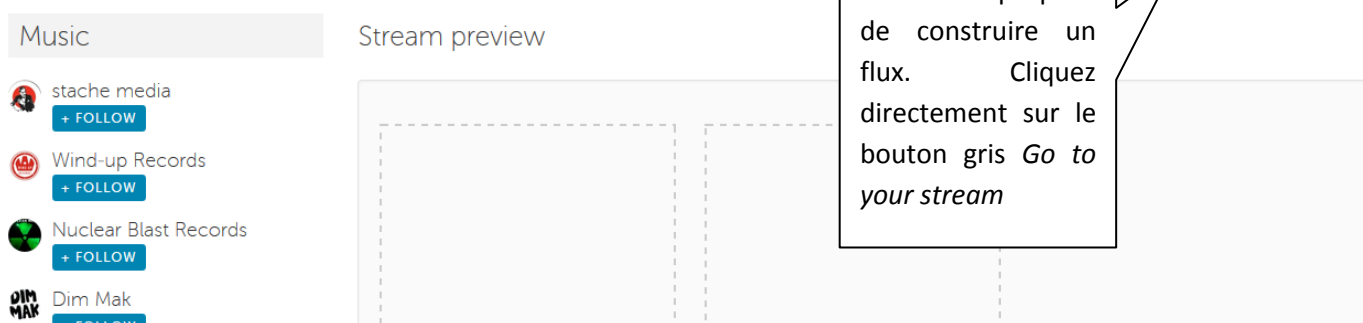 Music
stache media
+ FOLLOW
Wind-up Records
+ FOLLOW
Nuclear Blast Records
+ FOLLOW
DIM MAK
Dim Mak
Stream preview
de construire un
flux. Cliquez
directement sur le
bouton gris Go to
your stream